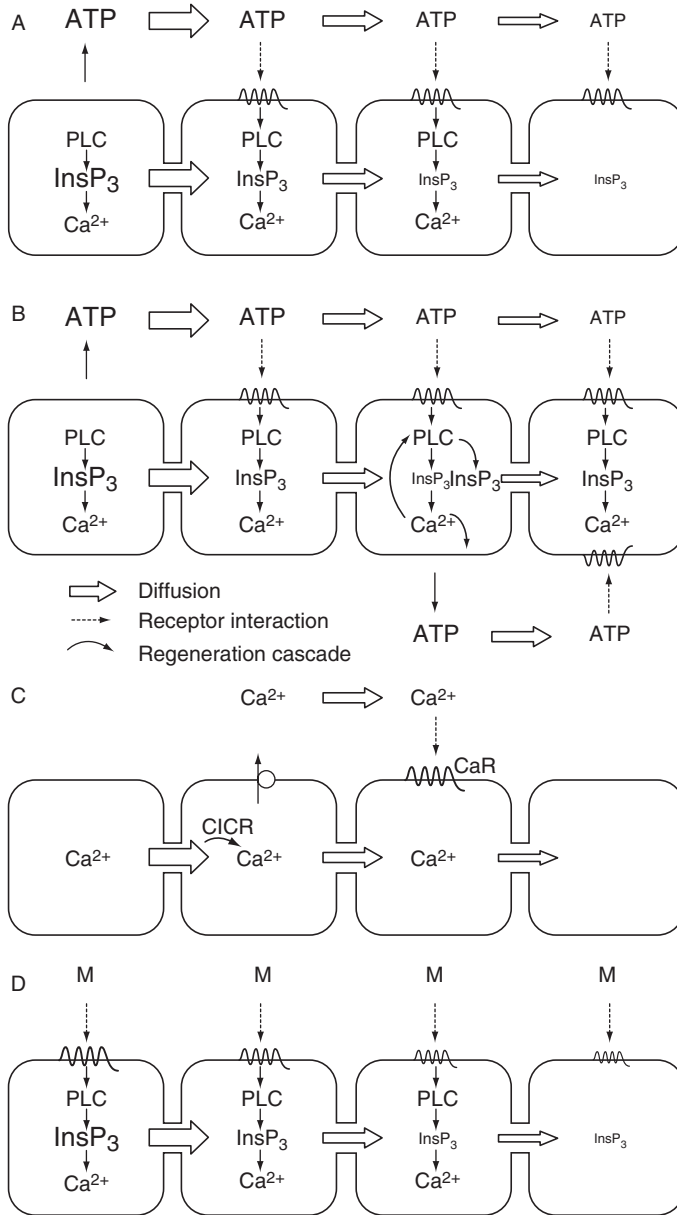 A
ATP ATP ATP ATP
PLC PLC PLC
InsP₃ InsP₃ InsP₃ InsP₃
Ca²⁺ Ca²⁺ Ca²⁺
B
ATP ATP ATP ATP
PLC PLC PLC PLC
InsP₃ InsP₃ InsP₃ InsP₃ InsP₃
Ca²⁺ Ca²⁺ Ca²⁺ Ca²⁺
Diffusion
Receptor interaction
Regeneration cascade
ATP ATP
C
Ca²⁺ Ca²⁺
CaR
CICR
Ca²⁺ Ca²⁺ Ca²⁺
D
M M M M
PLC PLC PLC
InsP₃ InsP₃ InsP₃ InsP₃
Ca²⁺ Ca²⁺ Ca²⁺